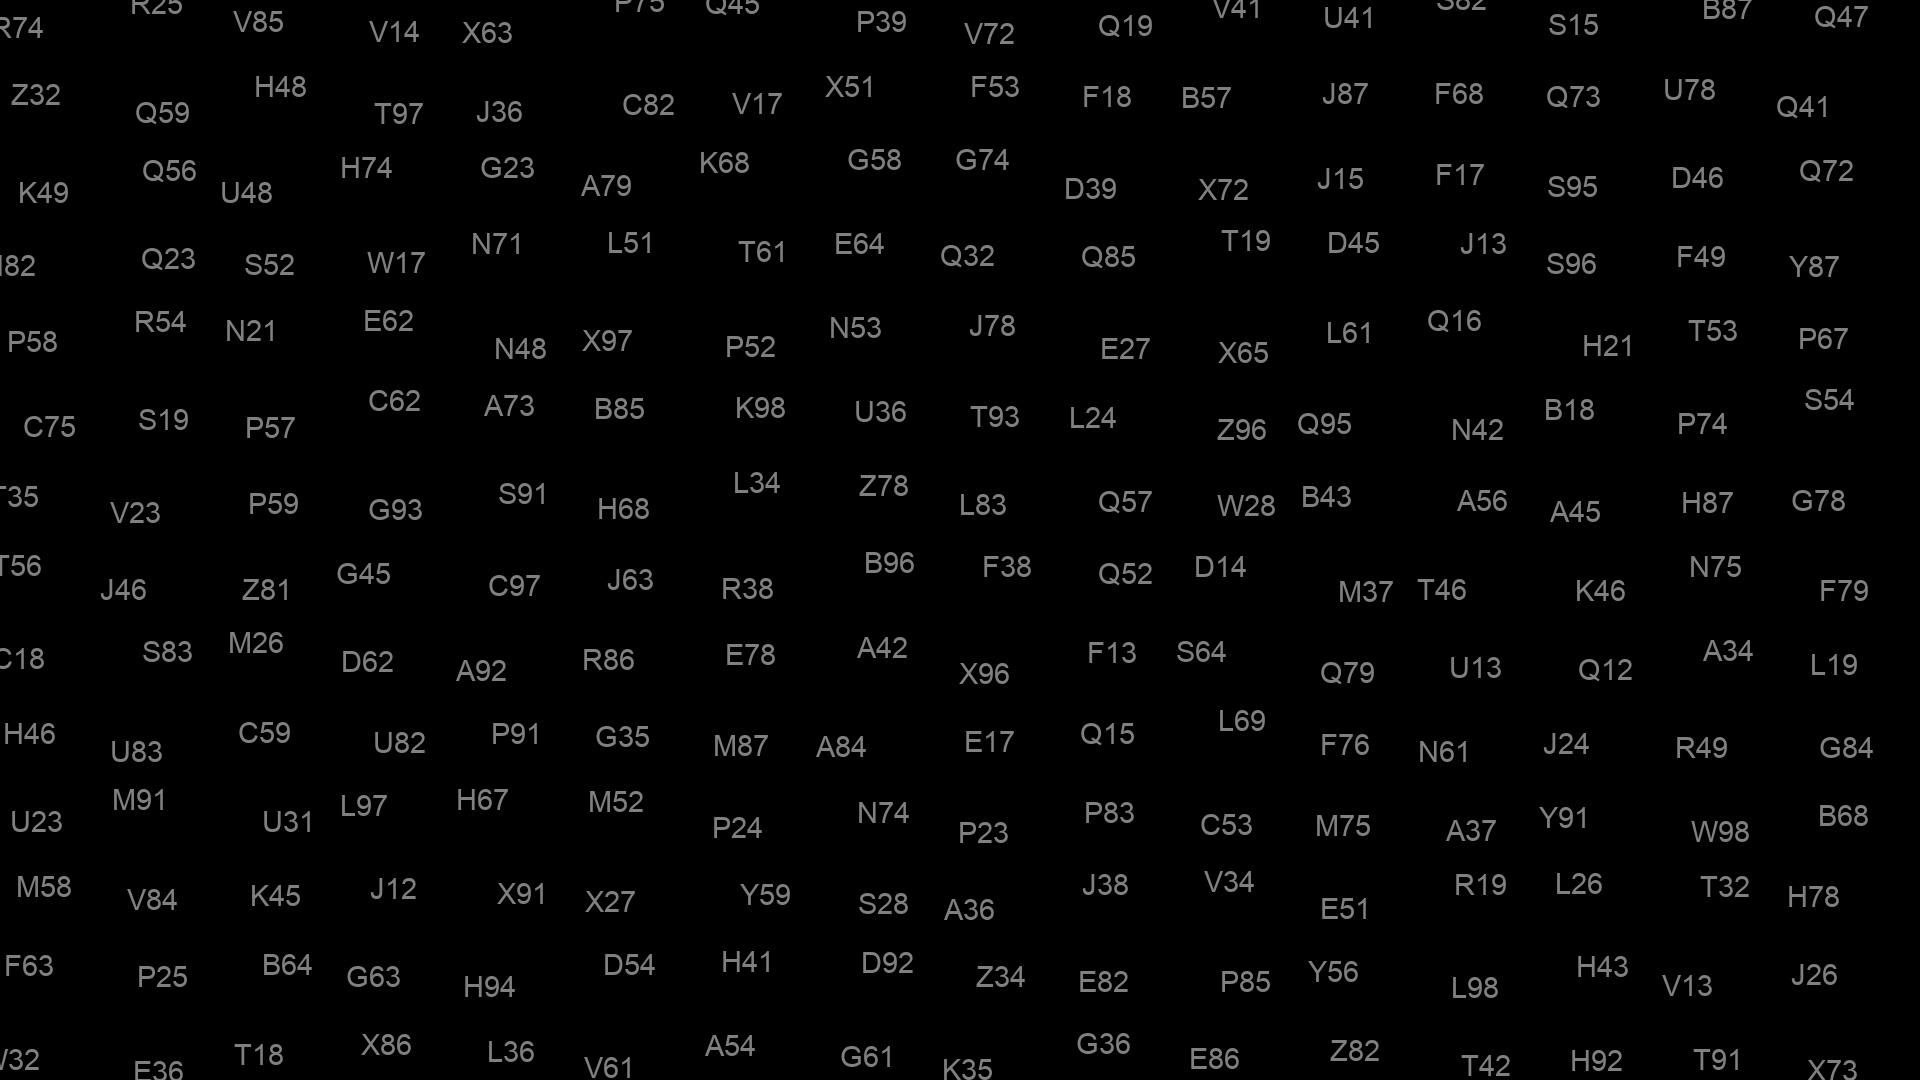 R74 R25 V85 V14 X63 P75 Q45 P39 V72 Q19 V41 U41 S82 S15 B87 Q47
Z32 Q59 H48 T97 J36 C82 V17 X51 F53 F18 B57 J87 F68 Q73 U78 Q41
K49 Q56 U48 H74 G23 A79 K68 G58 G74 D39 X72 J15 F17 S95 D46 Q72
Q23 S52 W17 N71 L51 T61 E64 Q32 Q85 T19 D45 J13 S96 F49 Y87
P58 R54 N21 E62 N48 X97 P52 N53 J78 E27 X65 L61 Q16 H21 T53 P67
C75 S19 P57 C62 A73 B85 K98 U36 T93 L24 Z96 Q95 N42 B18 P74 S54
T35 V23 P59 G93 S91 H68 L34 Z78 L83 Q57 W28 B43 A56 A45 H87 G78
T56 J46 Z81 G45 C97 J63 R38 B96 F38 Q52 D14 M37 T46 K46 N75 F79
C18 S83 M26 D62 A92 R86 E78 A42 X96 F13 S64 Q79 U13 Q12 A34 L19
H46 U83 C59 U82 P91 G35 M87 A84 E17 Q15 L69 F76 N61 J24 R49 G84
U23 M91 U31 L97 H67 M52 P24 N74 P23 P83 C53 M75 A37 Y91 W98 B68
M58 V84 K45 J12 X91 X27 Y59 S28 A36 J38 V34 E51 R19 L26 T32 H78
F63 P25 B64 G63 H94 D54 H41 D92 Z34 E82 P85 Y56 L98 H43 V13 J26
E36 T18 X86 L36 V61 A54 G61 K35 G36 E86 Z82 T42 H92 T91 X73